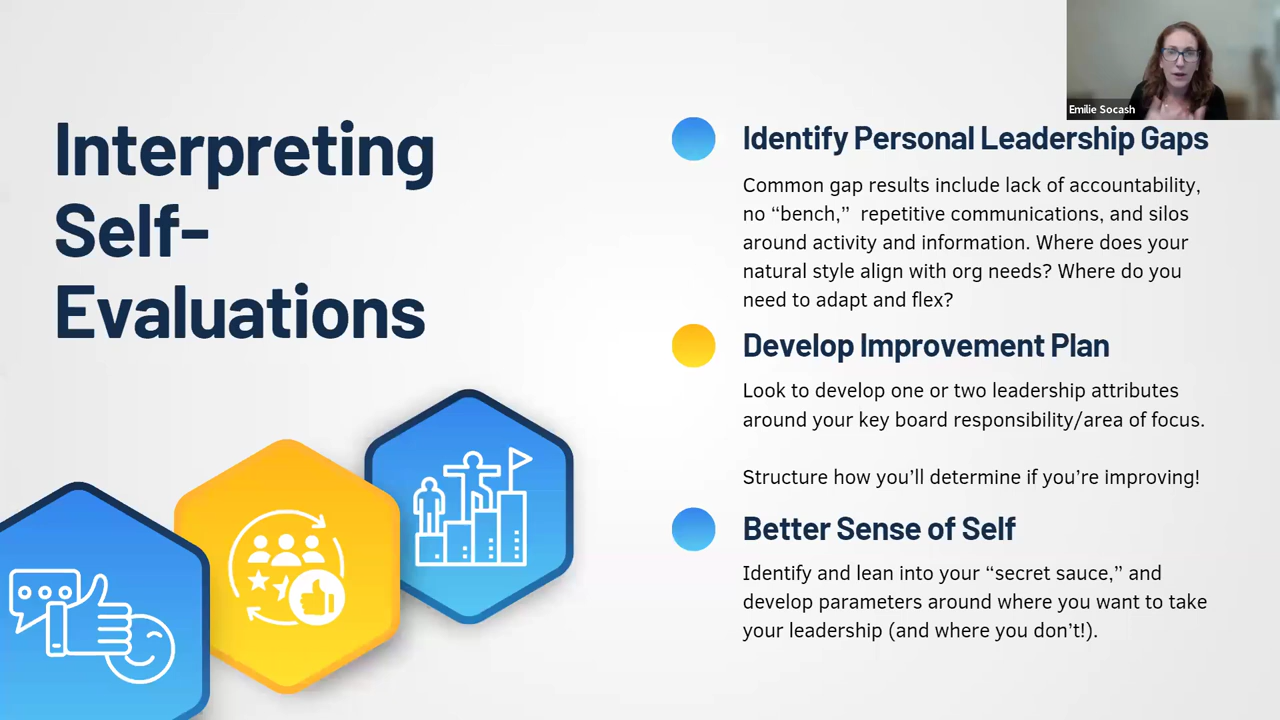 Interpreting
Self-
Evaluations
Emilie Socash
Identify Personal Leadership Gaps
Common gap results include lack of accountability,
no “bench,”  repetitive communications, and silos
around activity and information. Where does your
natural style align with org needs? Where do you
need to adapt and flex?
Develop Improvement Plan
Look to develop one or two leadership attributes
around your key board responsibility/area of focus.
Structure how you’ll determine if you’re improving!
Better Sense of Self
Identify and lean into your “secret sauce,” and
develop parameters around where you want to take
your leadership (and where you don’t!).